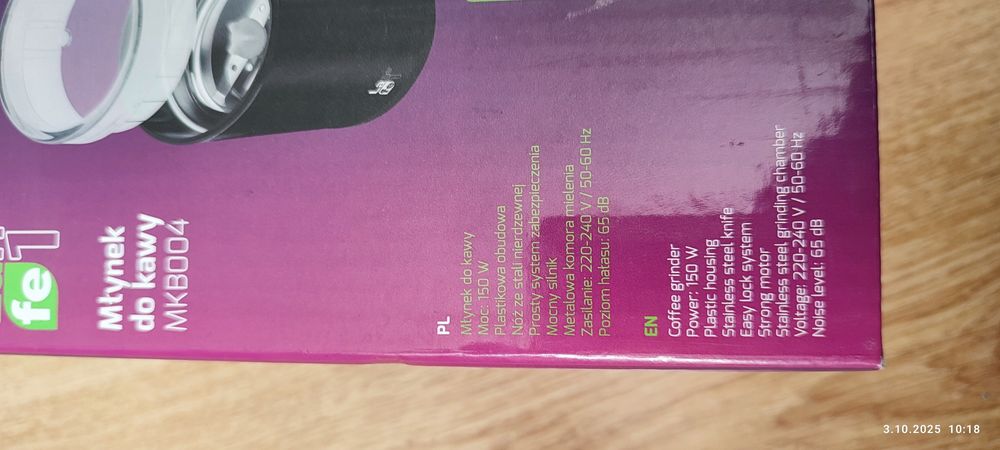 fe
1
Młynek
do kawy
MKB004
PL
Młynek do kawy
Moc: 150 W
Plastikowa obudowa
Nóż ze stali nierdzewnej
Prosty system zabezpieczenia
Mocny silnik
Metalowa komora mielenia
Zasilanie: 220-240 V / 50-60 Hz
Poziom hałasu: 65 dB
EN
Coffee grinder
Power: 150 W
Plastic housing
Stainless steel knife
Easy lock system
Strong motor
Stainless steel grinding chamber
Voltage: 220-240 V / 50-60 Hz
Noise level: 65 dB
3.10.2025 10:18